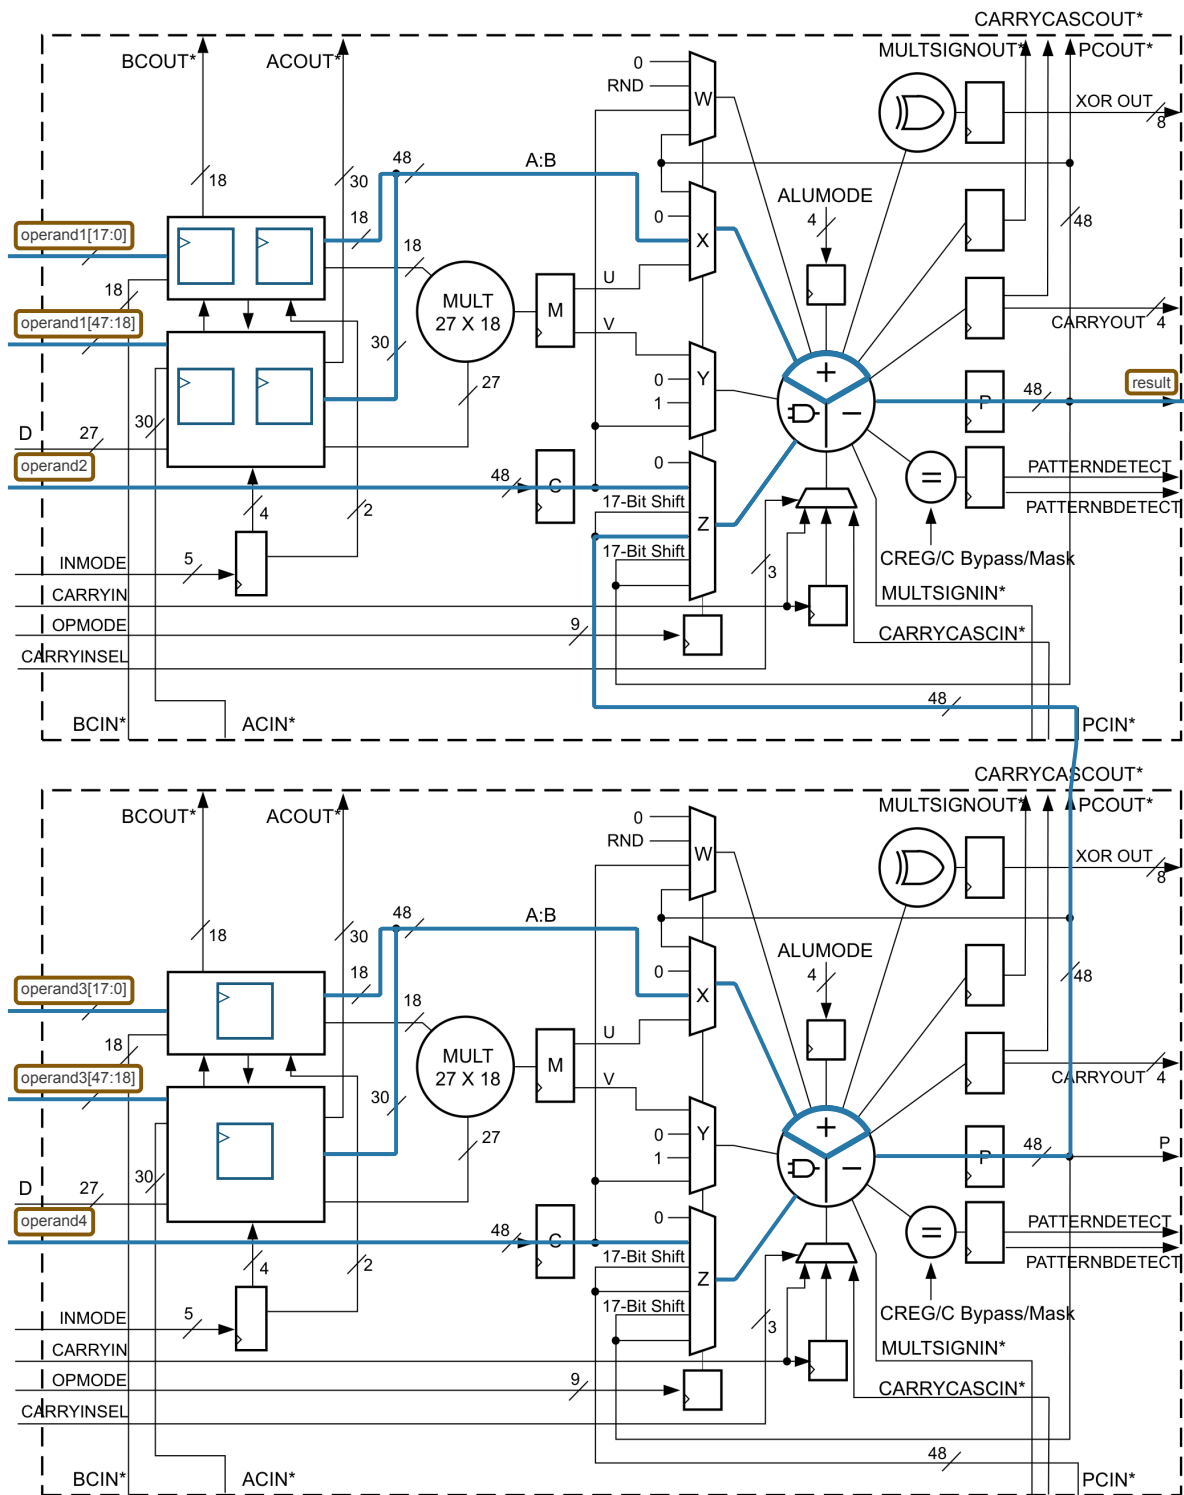 CARRYCASCOUT*
BCOUT* ACOUT* MULTSIGNOUT* PCOUT*
0
RND
W
XOR OUT
8
48 A:B
18 30
ALUMODE
4
48
operand1[17:0]
18
0
X
18
18
operand1[47:18]
MULT
27 X 18
M
U
V
30
CARRYOUT 4
Y
0
1
27
+
−
P
48
result
30
D 27
operand2
48
C
0
17-Bit Shift
Z
17-Bit Shift
=
PATTERNDETECT
PATTERNBDETECT
4 2
CREG/C Bypass/Mask
INMODE 5
3
CARRYIN
MULTSIGNIN*
OPMODE 9
CARRYCASCIN*
CARRYINSEL
48
BCIN* ACIN* PCIN*
CARRYCASCOUT*
BCOUT* ACOUT* MULTSIGNOUT* PCOUT*
0
RND
W
XOR OUT
8
48 A:B
18 30
ALUMODE
4
48
operand3[17:0]
18
0
X
18
18
operand3[47:18]
MULT
27 X 18
M
U
V
30
CARRYOUT 4
Y
0
1
27
+
−
P
48
P
30
D 27
operand4
48
C
0
17-Bit Shift
Z
17-Bit Shift
=
PATTERNDETECT
PATTERNBDETECT
4 2
CREG/C Bypass/Mask
INMODE 5
3
CARRYIN
MULTSIGNIN*
OPMODE 9
CARRYCASCIN*
CARRYINSEL
48
BCIN* ACIN* PCIN*